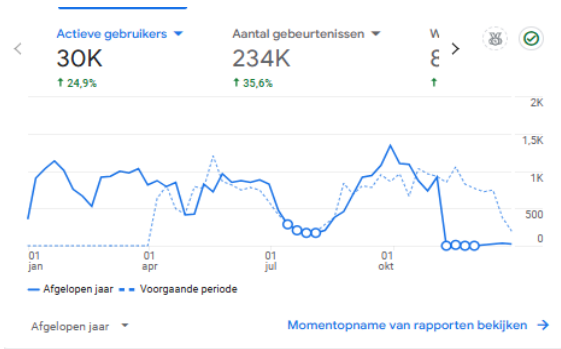 Actieve gebruikers
Aantal gebeurtenissen
30K
234K
↑ 24,9%
↑ 35,6%
↑
2K
1,5K
1K
500
0
01 jan
01 apr
01 jul
01 okt
Afgelopen jaar
Voorgaande periode
Afgelopen jaar
Momentopname van rapporten bekijken →